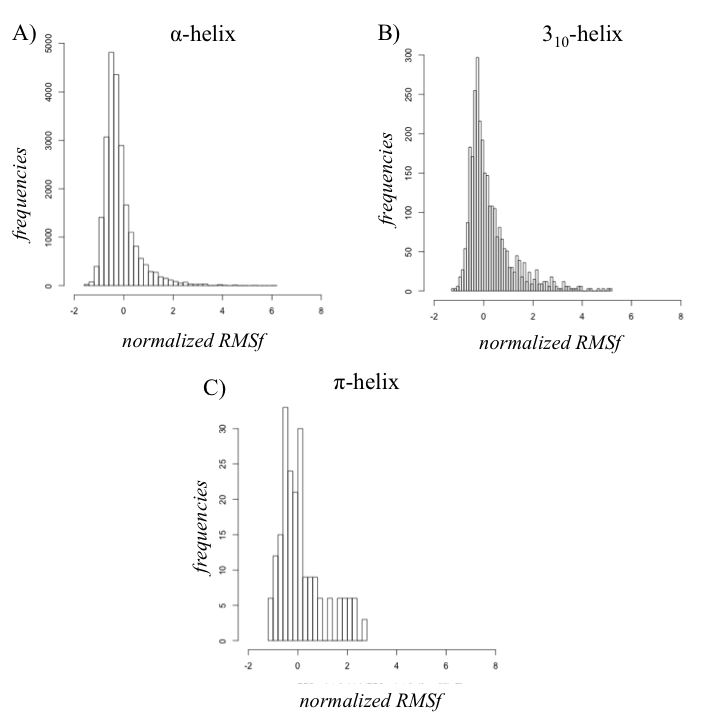 A) α-helix
5000
3000
2000
1000
0
frequencies
-2 0 2 4 6 8
normalized RMSf
B) 3₁₀-helix
300
250
200
150
100
50
0
frequencies
-2 0 2 4 6 8
normalized RMSf
C) π-helix
30
25
20
15
10
5
0
frequencies
-2 0 2 4 6 8
normalized RMSf